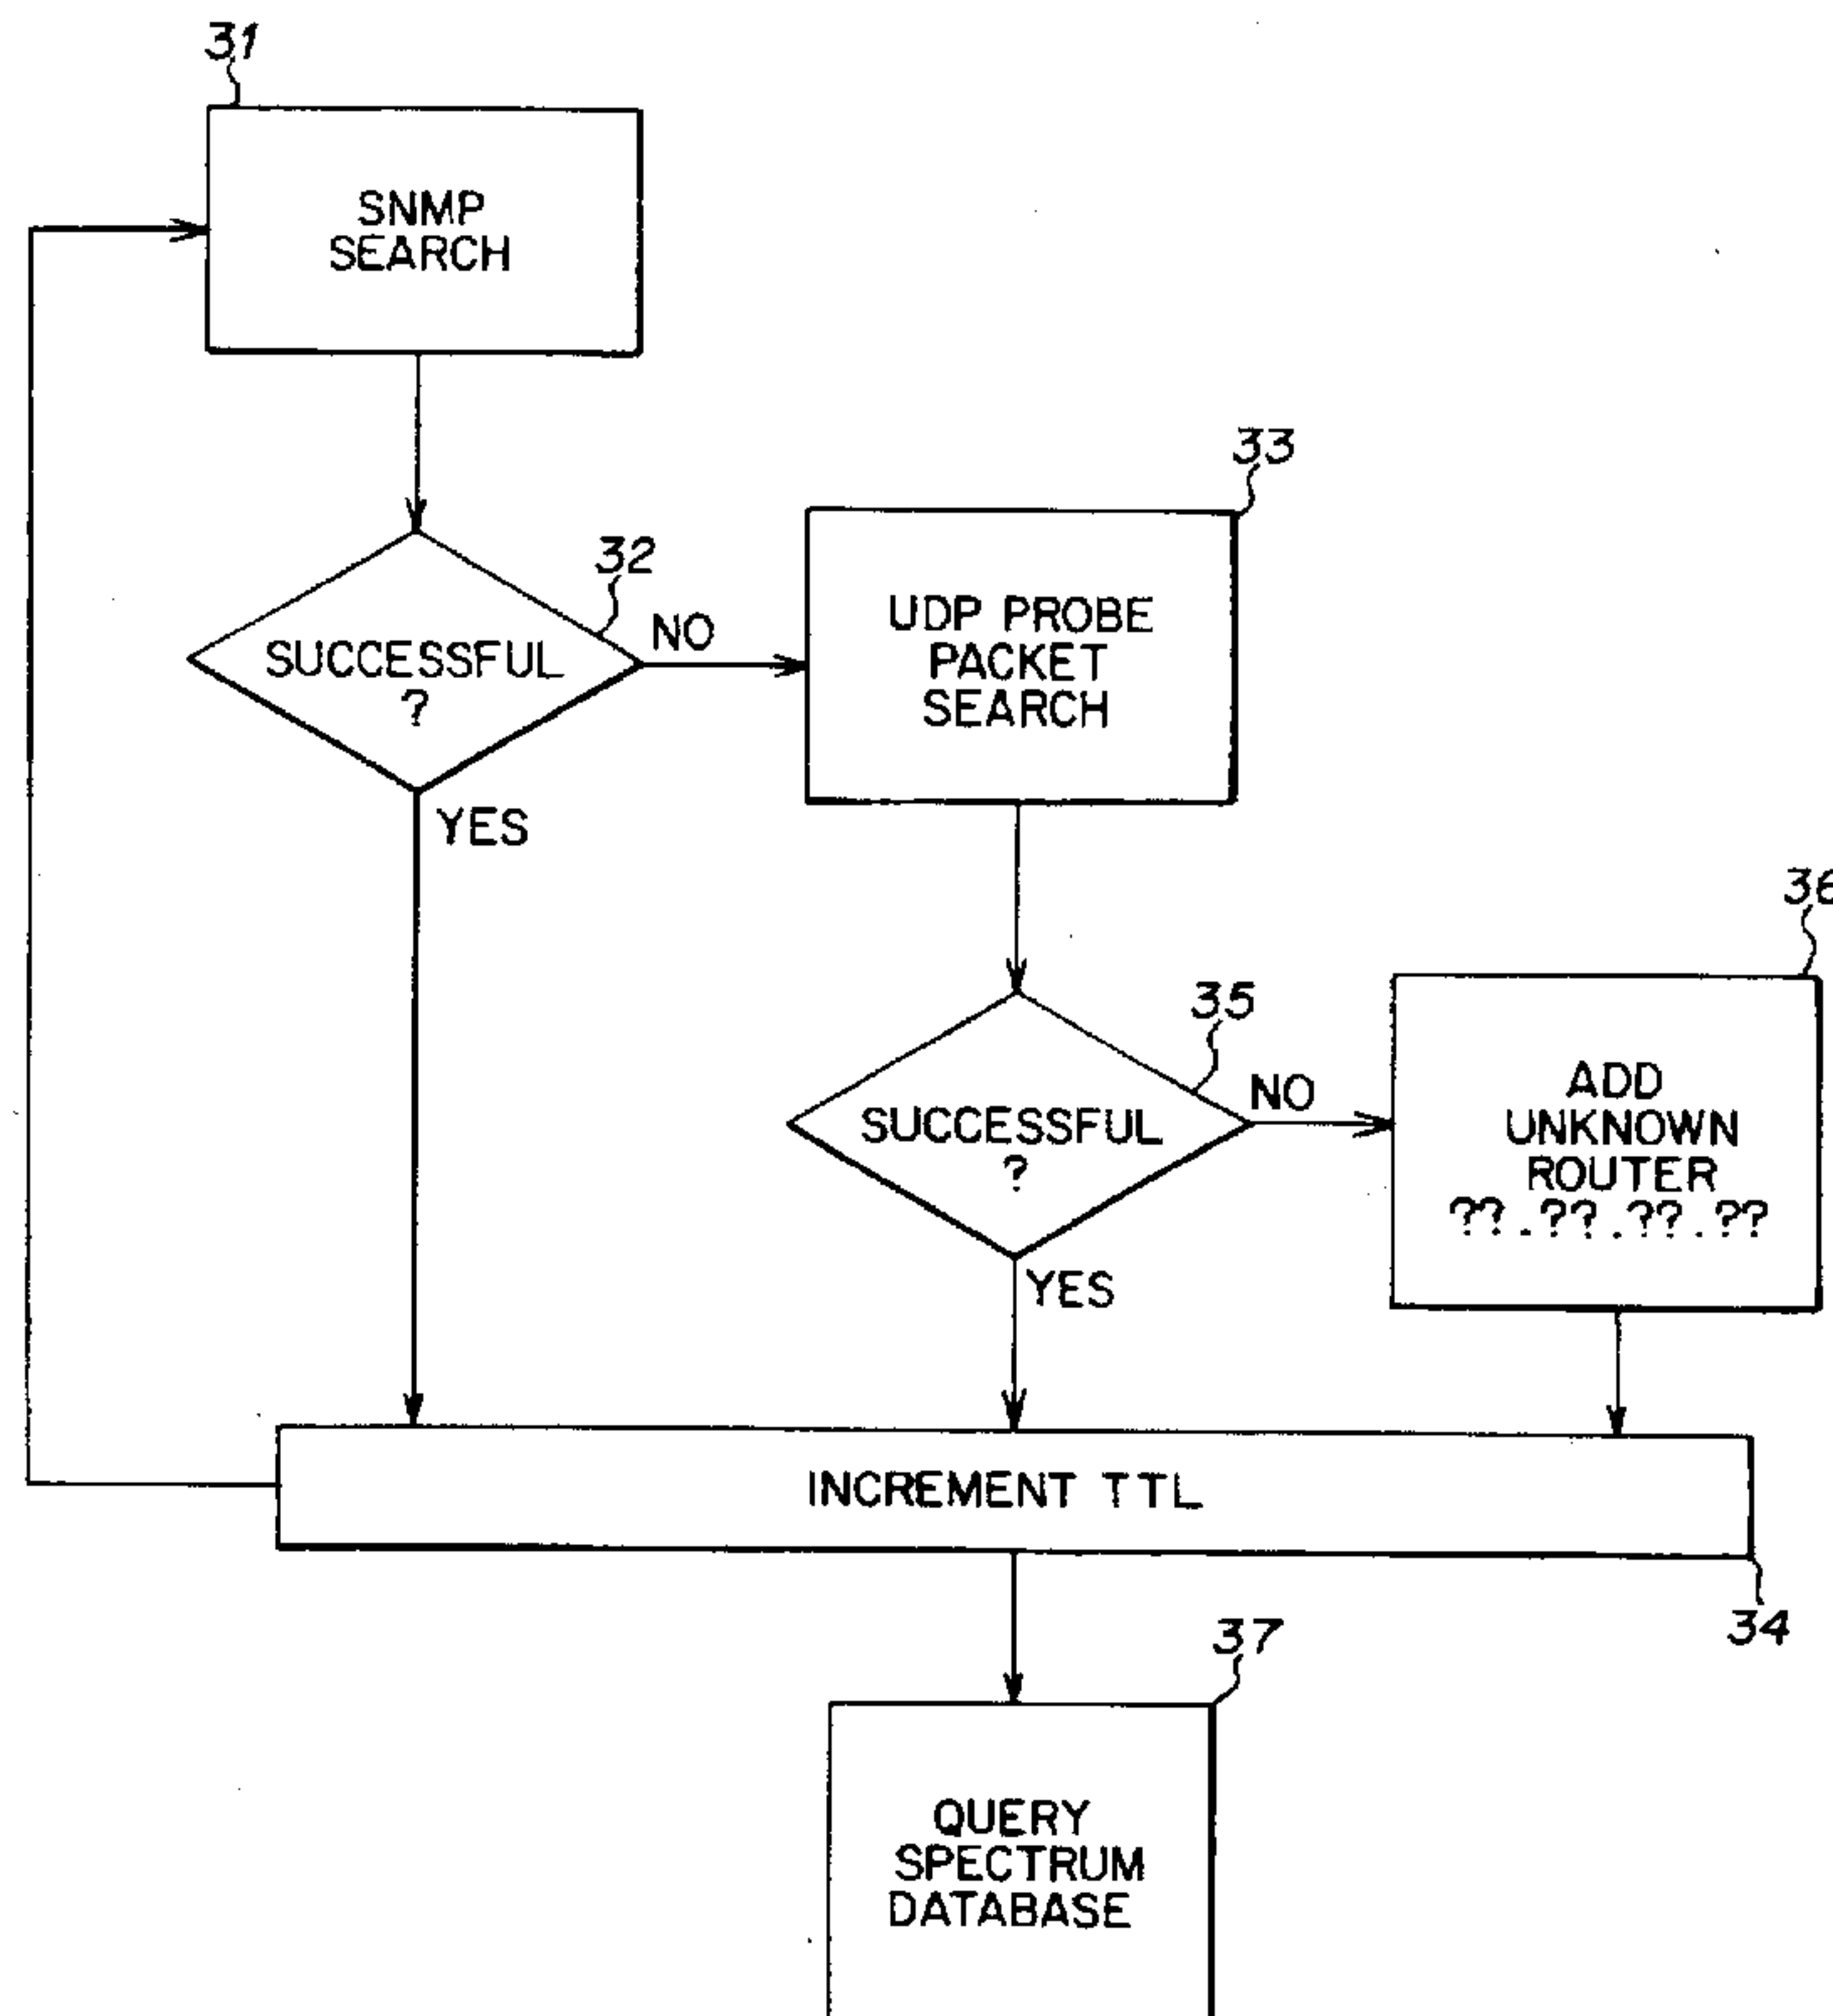 31
SNMP
SEARCH
33
32
NO
SUCCESSFUL
?
UDP PROBE
PACKET
SEARCH
YES
36
35
NO
SUCCESSFUL
?
ADD
UNKNOWN
ROUTER
??.??.??.??
YES
INCREMENT TTL
34
37
QUERY
SPECTRUM
DATABASE